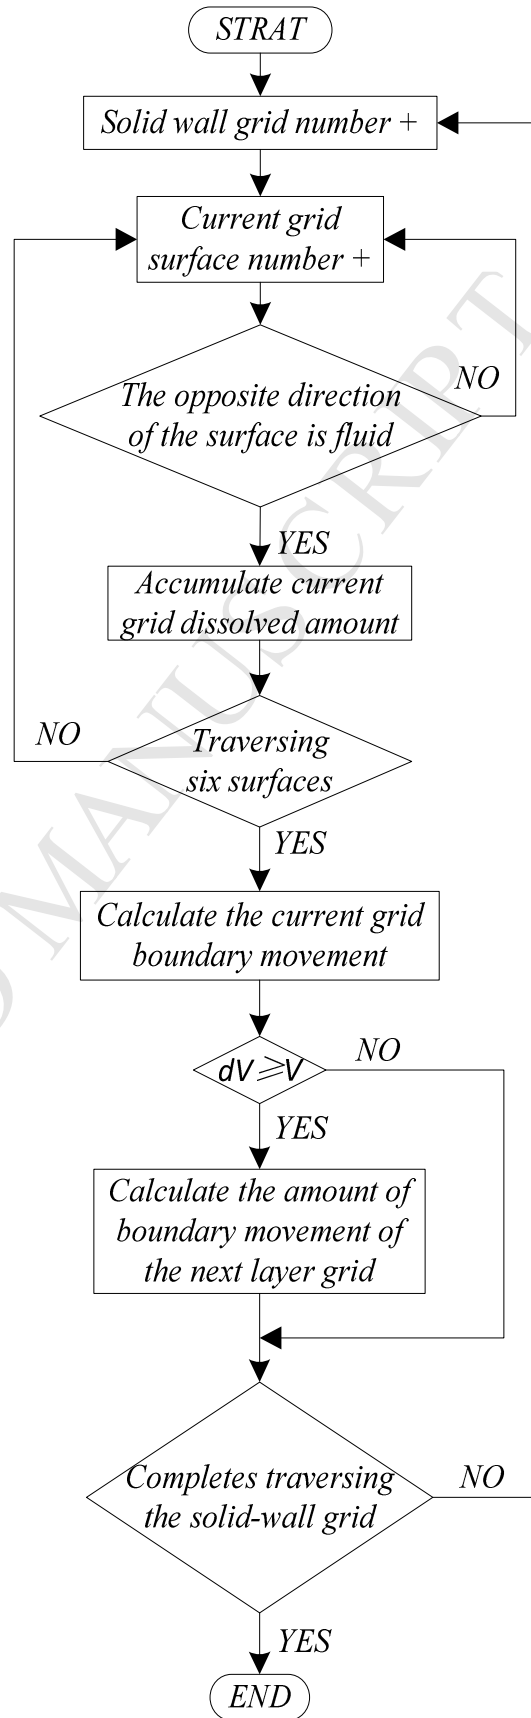 STRAT
Solid wall grid number +
Current grid
surface number +
The opposite direction
of the surface is fluid
NO
YES
Accumulate current
grid dissolved amount
NO
Traversing
six surfaces
YES
Calculate the current grid
boundary movement
dV⩾V
NO
YES
Calculate the amount of
boundary movement of
the next layer grid
Completes traversing
the solid-wall grid
NO
YES
END
D MANUSCRIPT